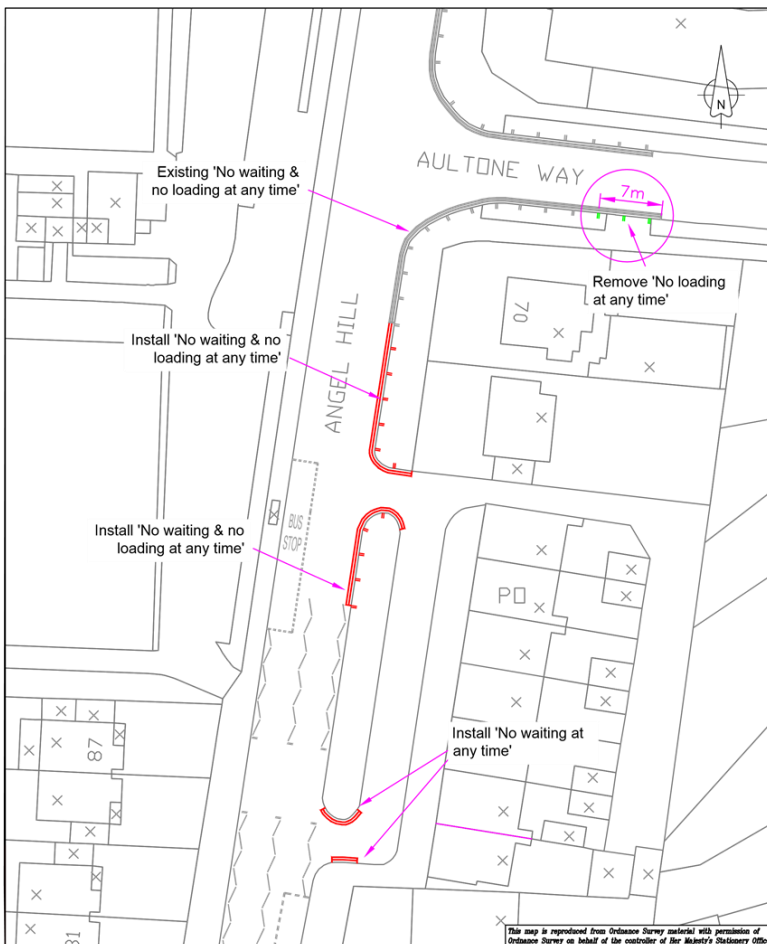 N
AULTONE WAY
Existing 'No waiting &
no loading at any time'
7m
Remove 'No loading
at any time'
70
ANGEL HILL
Install 'No waiting & no
loading at any time'
BUS
STOP
Install 'No waiting & no
loading at any time'
PO
Install 'No waiting at
any time'
87
81
This map is reproduced from Ordnance Survey material with permission of
Ordnance Survey on behalf of the controller of Her Majesty's Stationery Offic